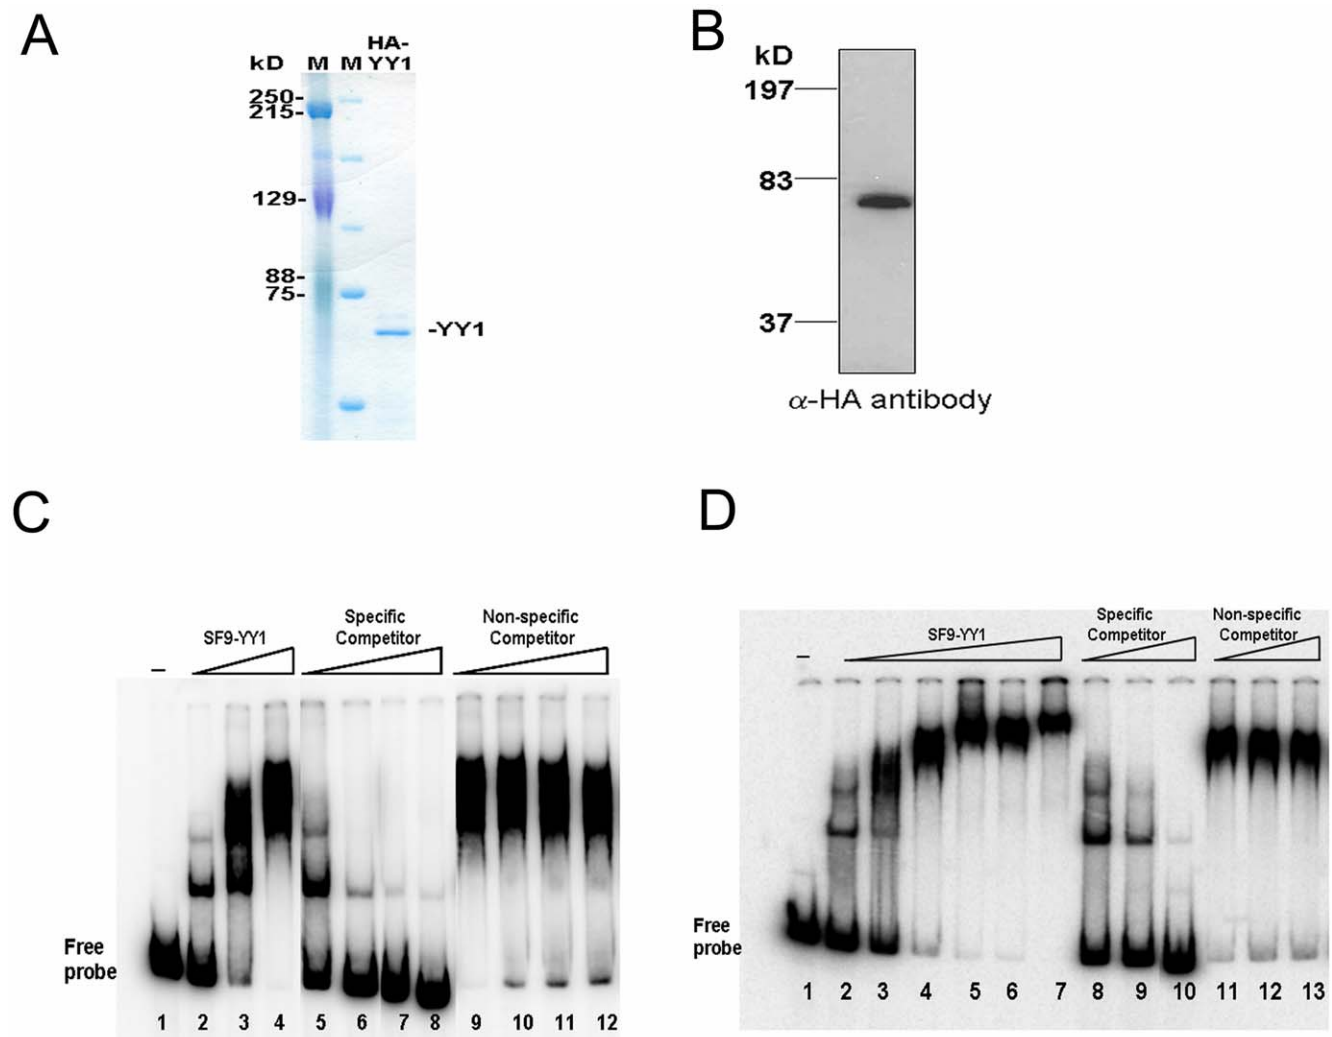 A
HA-
kD M M YY1
250-
215-
129-
88-
75-
-YY1
B
kD
197
83
37
α-HA antibody
C
SF9-YY1
Specific
Competitor
Non-specific
Competitor
–
Free
probe
1 2 3 4 5 6 7 8 9 10 11 12
D
SF9-YY1
Specific
Competitor
Non-specific
Competitor
–
Free
probe
1 2 3 4 5 6 7 8 9 10 11 12 13